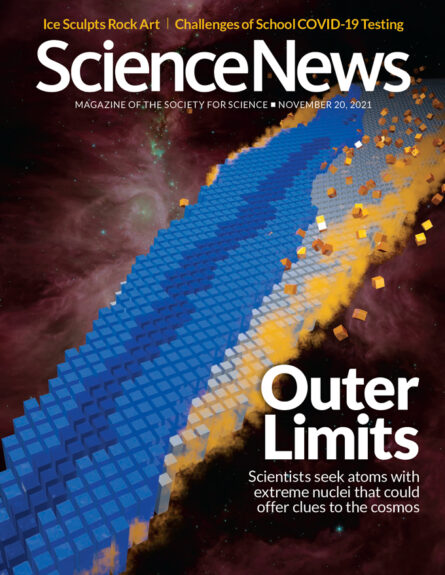 Ice Sculpts Rock Art | Challenges of School COVID-19 Testing
ScienceNews
MAGAZINE OF THE SOCIETY FOR SCIENCE ■ NOVEMBER 20, 2021
Outer
Limits
Scientists seek atoms with
extreme nuclei that could
offer clues to the cosmos